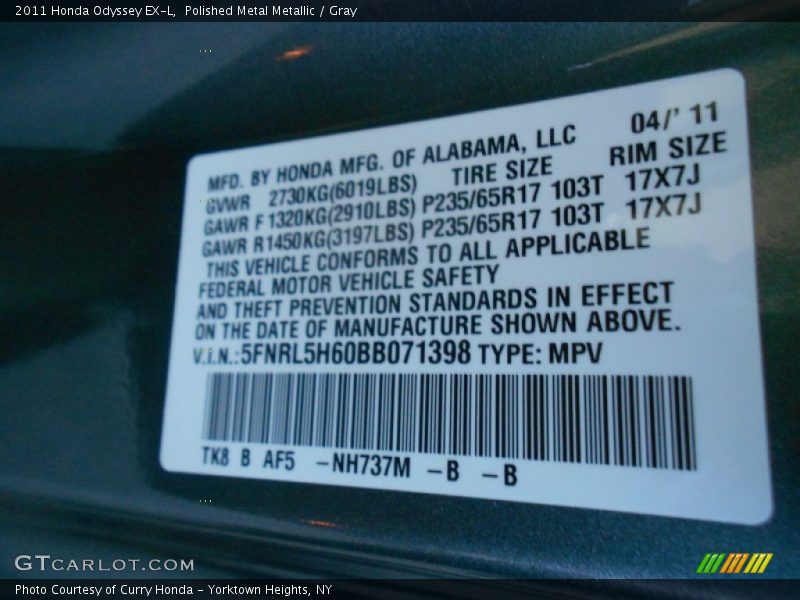 2011 Honda Odyssey EX-L,  Polished Metal Metallic / Gray
04/' 11
MFD. BY HONDA MFG. OF ALABAMA, LLC
GVWR 2730KG(6019LBS) TIRE SIZE RIM SIZE
GAWR F 1320KG(2910LBS) P235/65R17 103T 17X7J
GAWR R1450KG(3197LBS) P235/65R17 103T 17X7J
THIS VEHICLE CONFORMS TO ALL APPLICABLE
FEDERAL MOTOR VEHICLE SAFETY
AND THEFT PREVENTION STANDARDS IN EFFECT
ON THE DATE OF MANUFACTURE SHOWN ABOVE.
V.I.N.:5FNRL5H60BB071398 TYPE: MPV
TK8 B AF5 -NH737M -B -B
GTCARLOT.COM
Photo Courtesy of Curry Honda - Yorktown Heights, NY